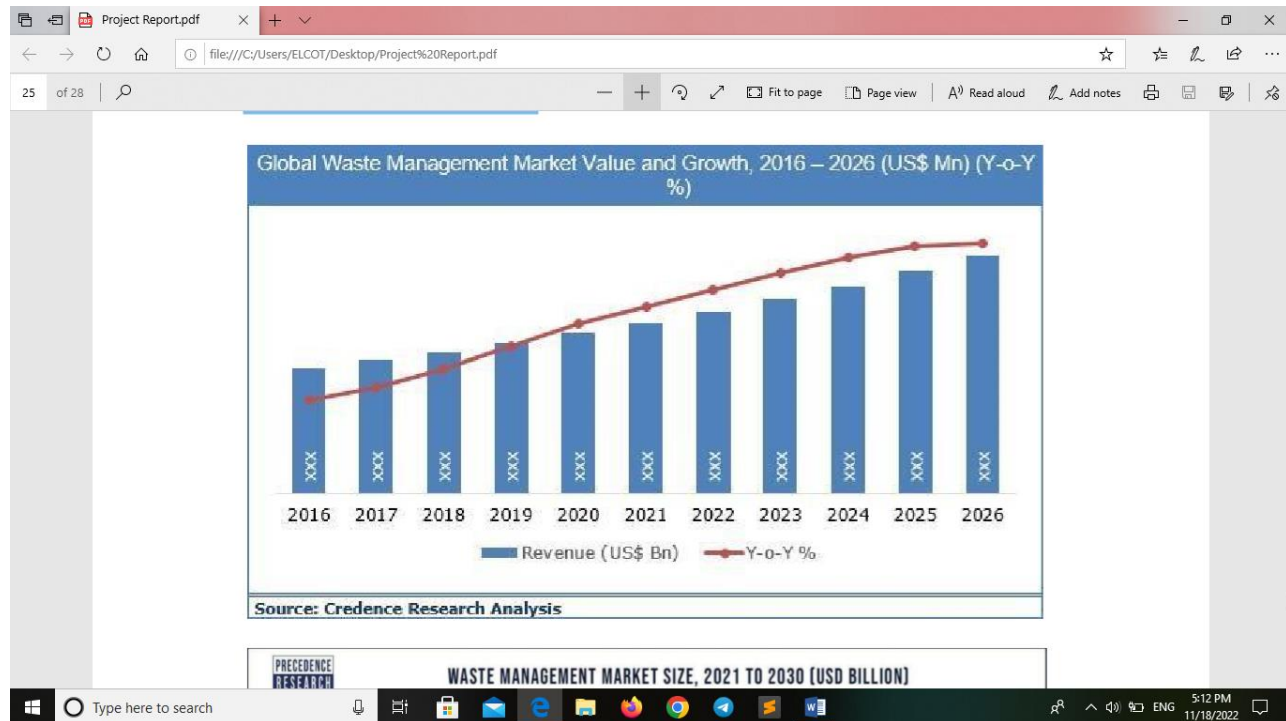 Project Report.pdf
file:///C:/Users/ELCOT/Desktop/Project%20Report.pdf
25 of 28
Fit to page
Page view
Read aloud
Add notes
Global Waste Management Market Value and Growth, 2016 – 2026 (US$ Mn) (Y-o-Y
%)
XXX XXX XXX XXX XXX XXX XXX XXX XXX XXX XXX
2016 2017 2018 2019 2020 2021 2022 2023 2024 2025 2026
Revenue (US$ Bn) Y-o-Y %
Source: Credence Research Analysis
PRECEDENCE
RESEARCH
WASTE MANAGEMENT MARKET SIZE, 2021 TO 2030 (USD BILLION)
Type here to search
ENG
5:12 PM
11/18/2022